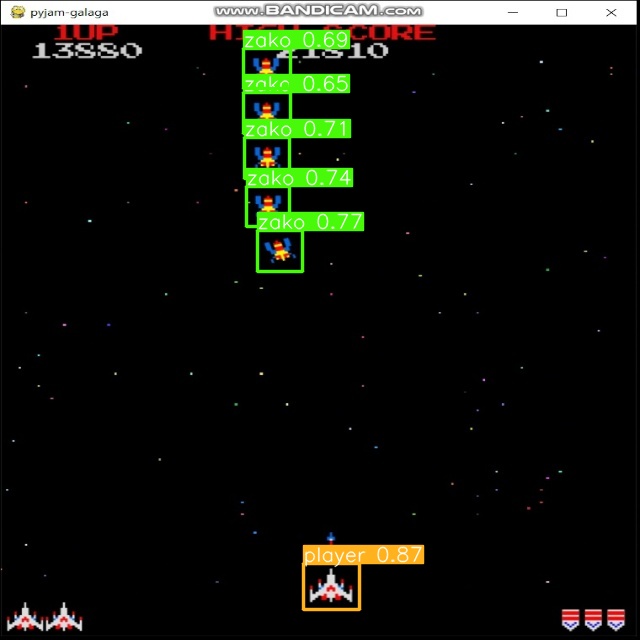 pyjam-galaga
www.BANDICAM.com
1UP
HIGH SCORE
13880
21810
zako 0.69
zako 0.65
zako 0.71
zako 0.74
zako 0.77
player 0.87